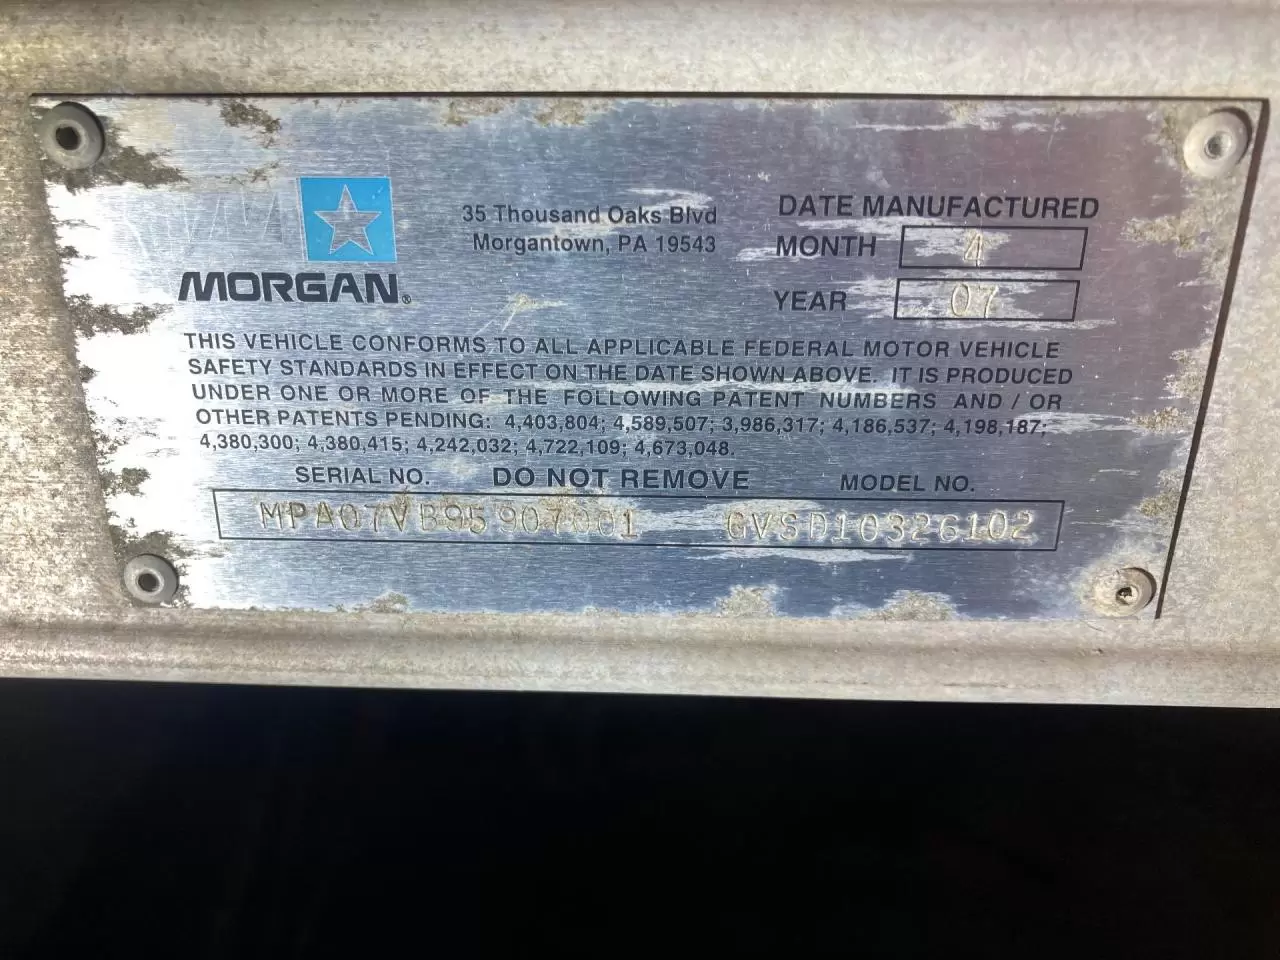 35 Thousand Oaks Blvd
Morgantown, PA 19543
MORGAN®
DATE MANUFACTURED
MONTH 4
YEAR 07
THIS VEHICLE CONFORMS TO ALL APPLICABLE FEDERAL MOTOR VEHICLE
SAFETY STANDARDS IN EFFECT ON THE DATE SHOWN ABOVE. IT IS PRODUCED
UNDER ONE OR MORE OF THE FOLLOWING PATENT NUMBERS AND / OR
OTHER PATENTS PENDING: 4,403,804; 4,589,507; 3,986,317; 4,186,537; 4,198,187;
4,380,300; 4,380,415; 4,242,032; 4,722,109; 4,673,048.
SERIAL NO. DO NOT REMOVE MODEL NO.
MPA07VB95907001 GVSD10326102